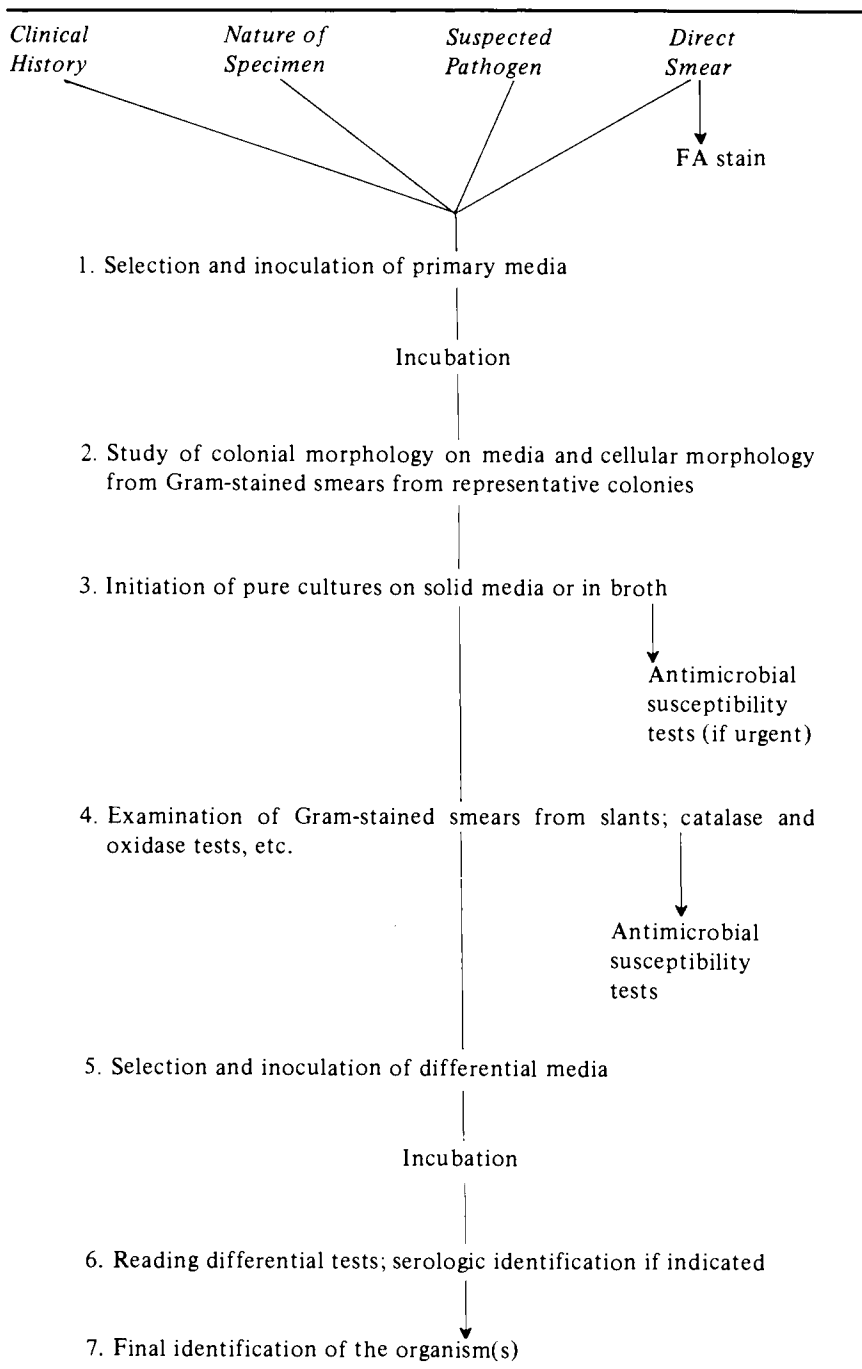 Clinical History
Nature of Specimen
Suspected Pathogen
Direct Smear
FA stain
1. Selection and inoculation of primary media
Incubation
2. Study of colonial morphology on media and cellular morphology
from Gram-stained smears from representative colonies
3. Initiation of pure cultures on solid media or in broth
Antimicrobial
susceptibility
tests (if urgent)
4. Examination of Gram-stained smears from slants; catalase and
oxidase tests, etc.
Antimicrobial
susceptibility
tests
5. Selection and inoculation of differential media
Incubation
6. Reading differential tests; serologic identification if indicated
7. Final identification of the organism(s)